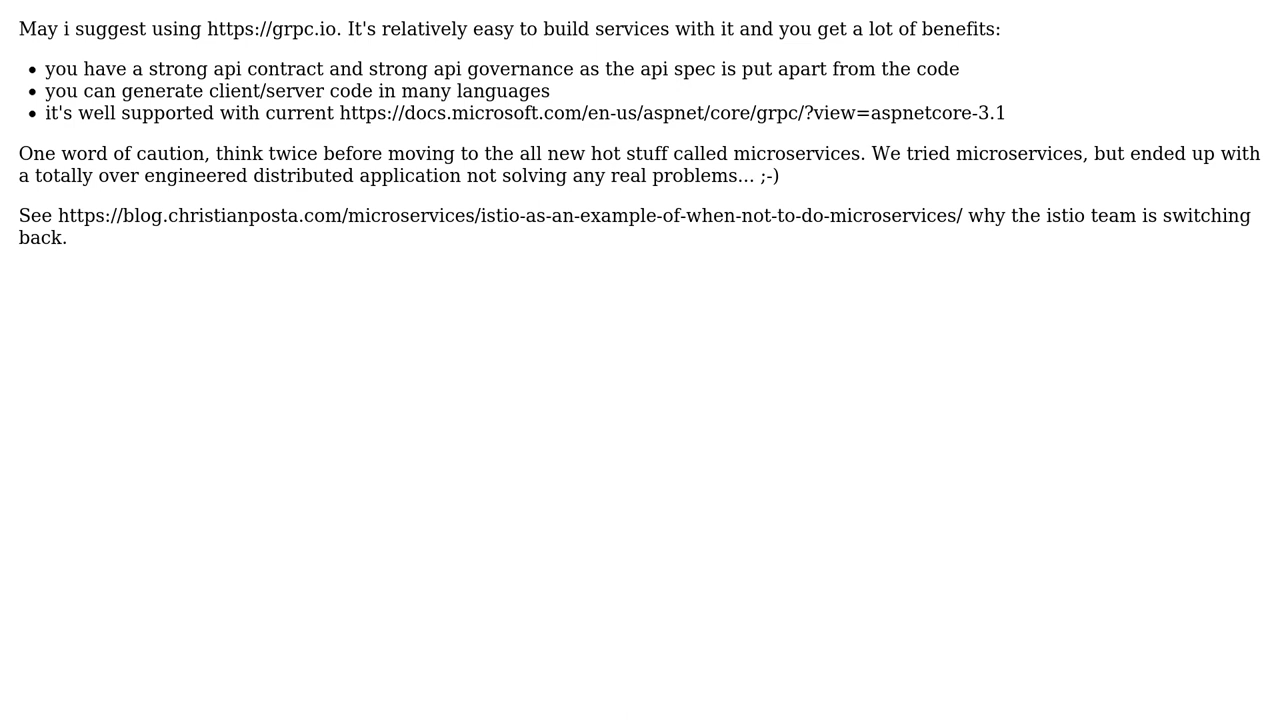 May i suggest using https://grpc.io. It's relatively easy to build services with it and you get a lot of benefits:
• you have a strong api contract and strong api governance as the api spec is put apart from the code
• you can generate client/server code in many languages
• it's well supported with current https://docs.microsoft.com/en-us/aspnet/core/grpc/?view=aspnetcore-3.1
One word of caution, think twice before moving to the all new hot stuff called microservices. We tried microservices, but ended up with
a totally over engineered distributed application not solving any real problems... ;-)
See https://blog.christianposta.com/microservices/istio-as-an-example-of-when-not-to-do-microservices/ why the istio team is switching
back.